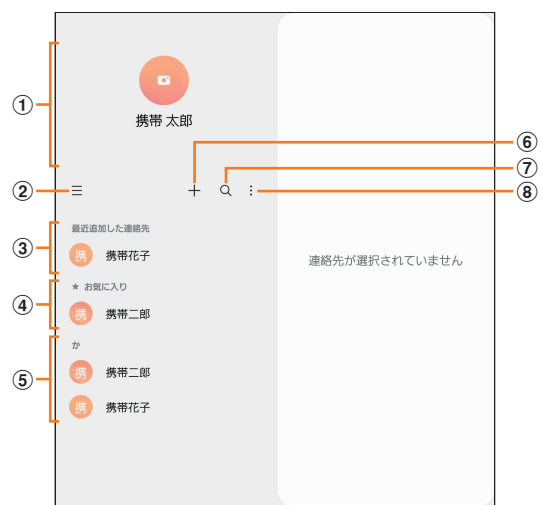 携帯 太郎
①
②
⑥
⑦
⑧
最近追加した連絡先
携 携帯花子
③
連絡先が選択されていません
★ お気に入り
携 携帯二郎
④
か
携 携帯二郎
⑤
携 携帯花子